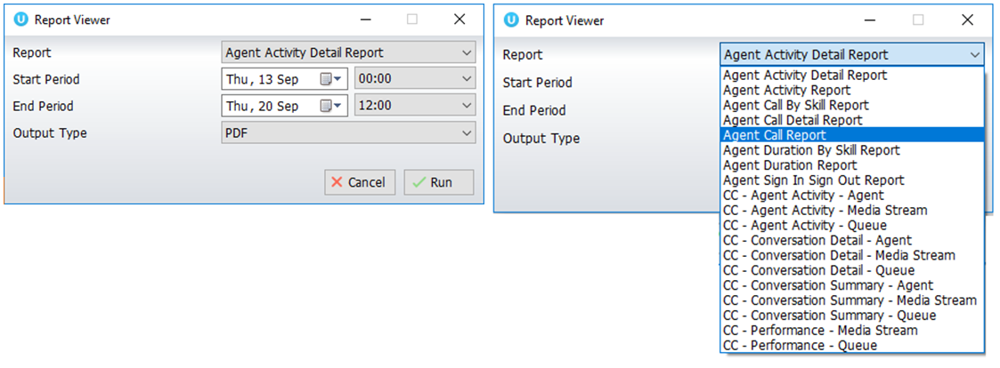 Report Viewer
Report
Agent Activity Detail Report
Start Period
Thu, 13 Sep
00:00
End Period
Thu, 20 Sep
12:00
Output Type
PDF
Cancel
Run
Report Viewer
Report
Agent Activity Detail Report
Start Period
End Period
Output Type
Agent Activity Detail Report
Agent Activity Report
Agent Call By Skill Report
Agent Call Detail Report
Agent Call Report
Agent Duration By Skill Report
Agent Duration Report
Agent Sign In Sign Out Report
CC - Agent Activity - Agent
CC - Agent Activity - Media Stream
CC - Agent Activity - Queue
CC - Conversation Detail - Agent
CC - Conversation Detail - Media Stream
CC - Conversation Detail - Queue
CC - Conversation Summary - Agent
CC - Conversation Summary - Media Stream
CC - Conversation Summary - Queue
CC - Performance - Media Stream
CC - Performance - Queue